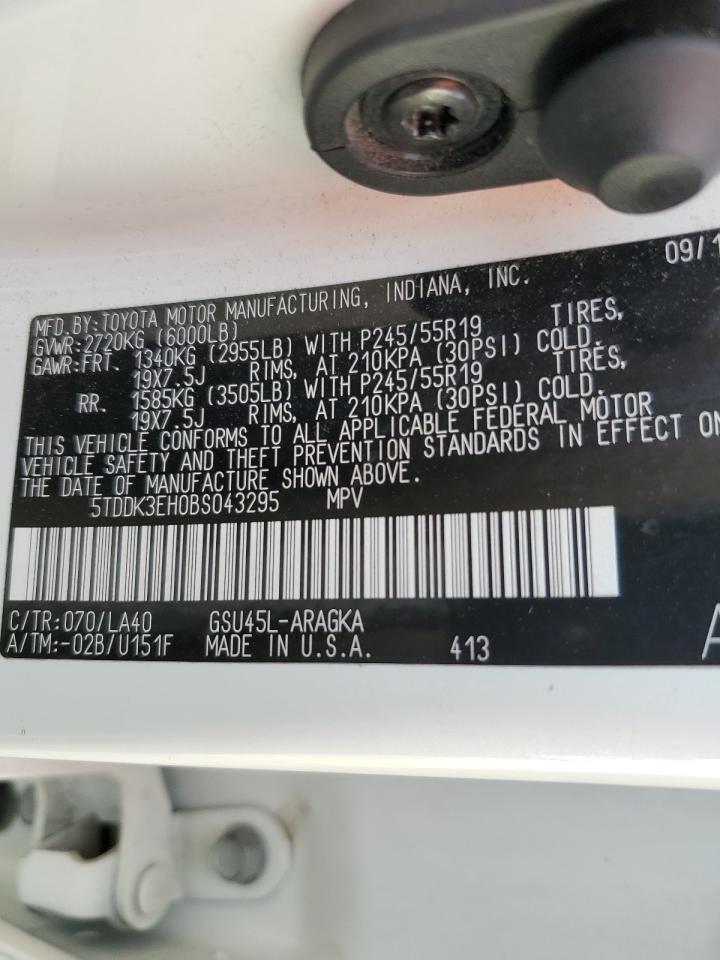 09/1
MFD.BY:TOYOTA MOTOR MANUFACTURING, INDIANA, INC.
GVWR:2720KG (6000LB)
GAWR:FRT. 1340KG (2955LB) WITH P245/55R19 TIRES,
19X7.5J RIMS, AT 210KPA (30PSI) COLD.
RR. 1585KG (3505LB) WITH P245/55R19 TIRES,
19X7.5J RIMS, AT 210KPA (30PSI) COLD.
THIS VEHICLE CONFORMS TO ALL APPLICABLE FEDERAL MOTOR
VEHICLE SAFETY AND THEFT PREVENTION STANDARDS IN EFFECT ON
THE DATE OF MANUFACTURE SHOWN ABOVE.
5TDDK3EH0BS043295 MPV
C/TR:070/LA40 GSU45L-ARAGKA
A/TM:-02B/U151F MADE IN U.S.A. 413 A